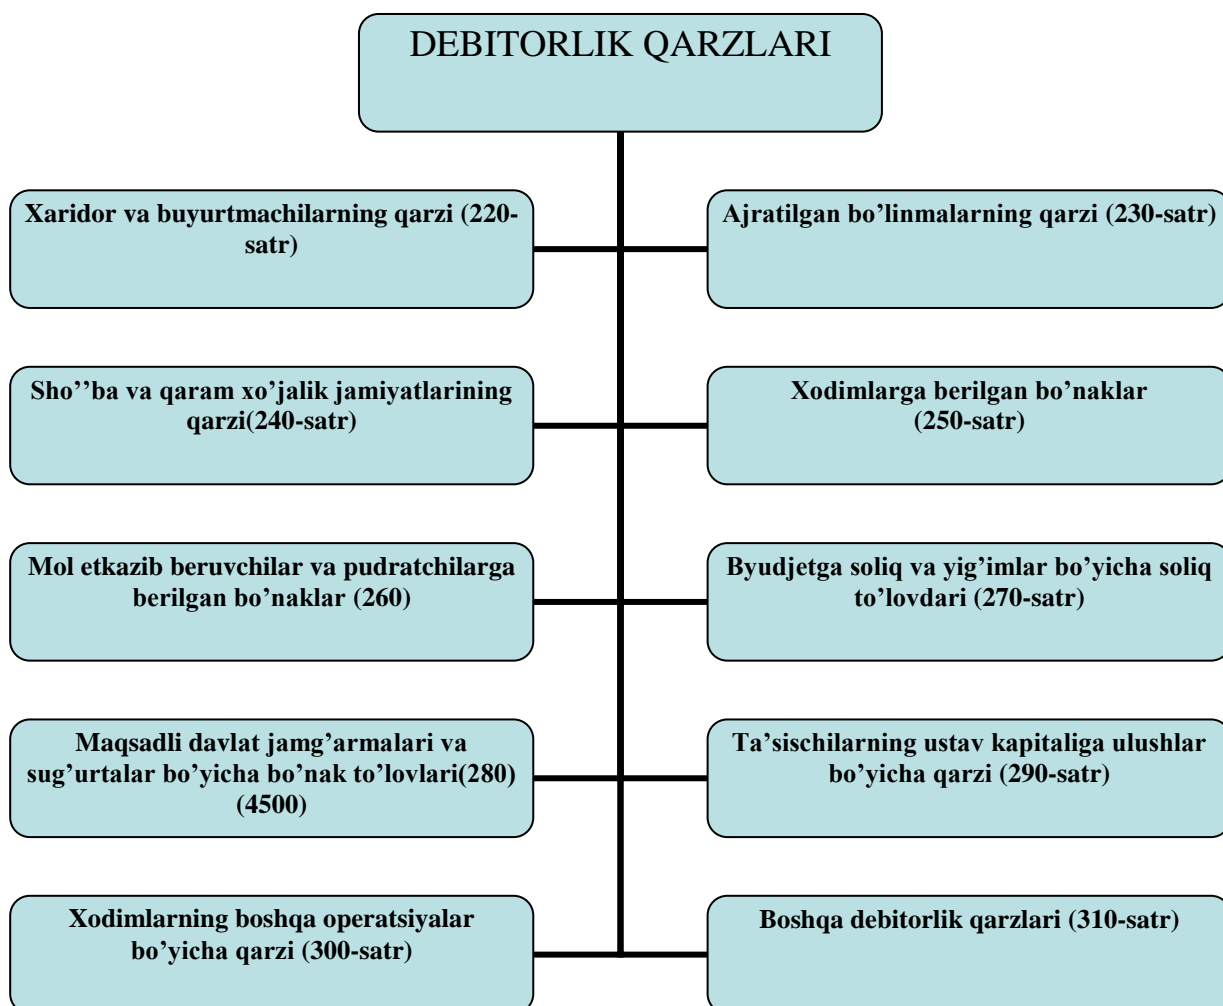 DEBITORLIK QARZLARI
Xaridor va buyurtmachilarning qarzi (220-
satr)
Ajratilgan bo’linmalarning qarzi (230-satr)
Sho’’ba va qaram xo’jalik jamiyatlarining
qarzi(240-satr)
Xodimlarga berilgan bo’naklar
(250-satr)
Mol etkazib beruvchilar va pudratchilarga
berilgan bo’naklar (260)
Byudjetga soliq va yig’imlar bo’yicha soliq
to’lovdari (270-satr)
Maqsadli davlat jamg’armalari va
sug’urtalar bo’yicha bo’nak to’lovlari(280)
(4500)
Ta’sischilarning ustav kapitaliga ulushlar
bo’yicha qarzi (290-satr)
Xodimlarning boshqa operatsiyalar
bo’yicha qarzi (300-satr)
Boshqa debitorlik qarzlari (310-satr)